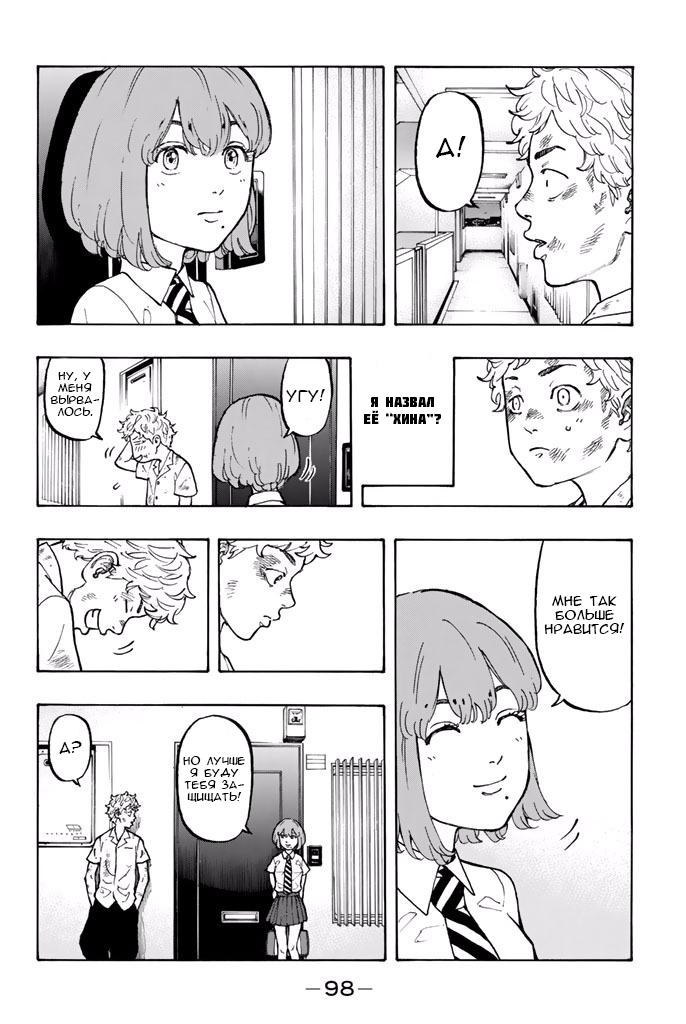 А!
Я НАЗВАЛ
ЕЁ "ХИНА"?
УГУ!
НУ, У
МЕНЯ
ВЫРВА-
ЛОСЬ.
МНЕ ТАК
БОЛЬШЕ
НРАВИТСЯ!
НО ЛУЧШЕ
Я БУДУ
ТЕБЯ ЗА-
ЩИЩАТЬ!
А?
-98-